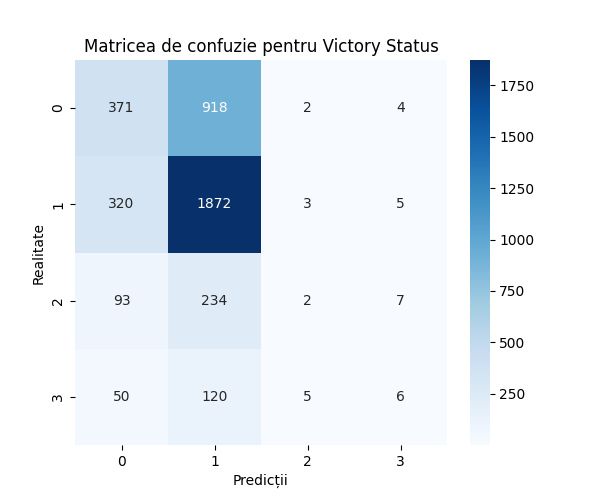 Matricea de confuzie pentru Victory Status
0 371 918 2 4
1 320 1872 3 5
2 93 234 2 7
3 50 120 5 6
0 1 2 3
Predicții
Realitate
1750
1500
1250
1000
750
500
250